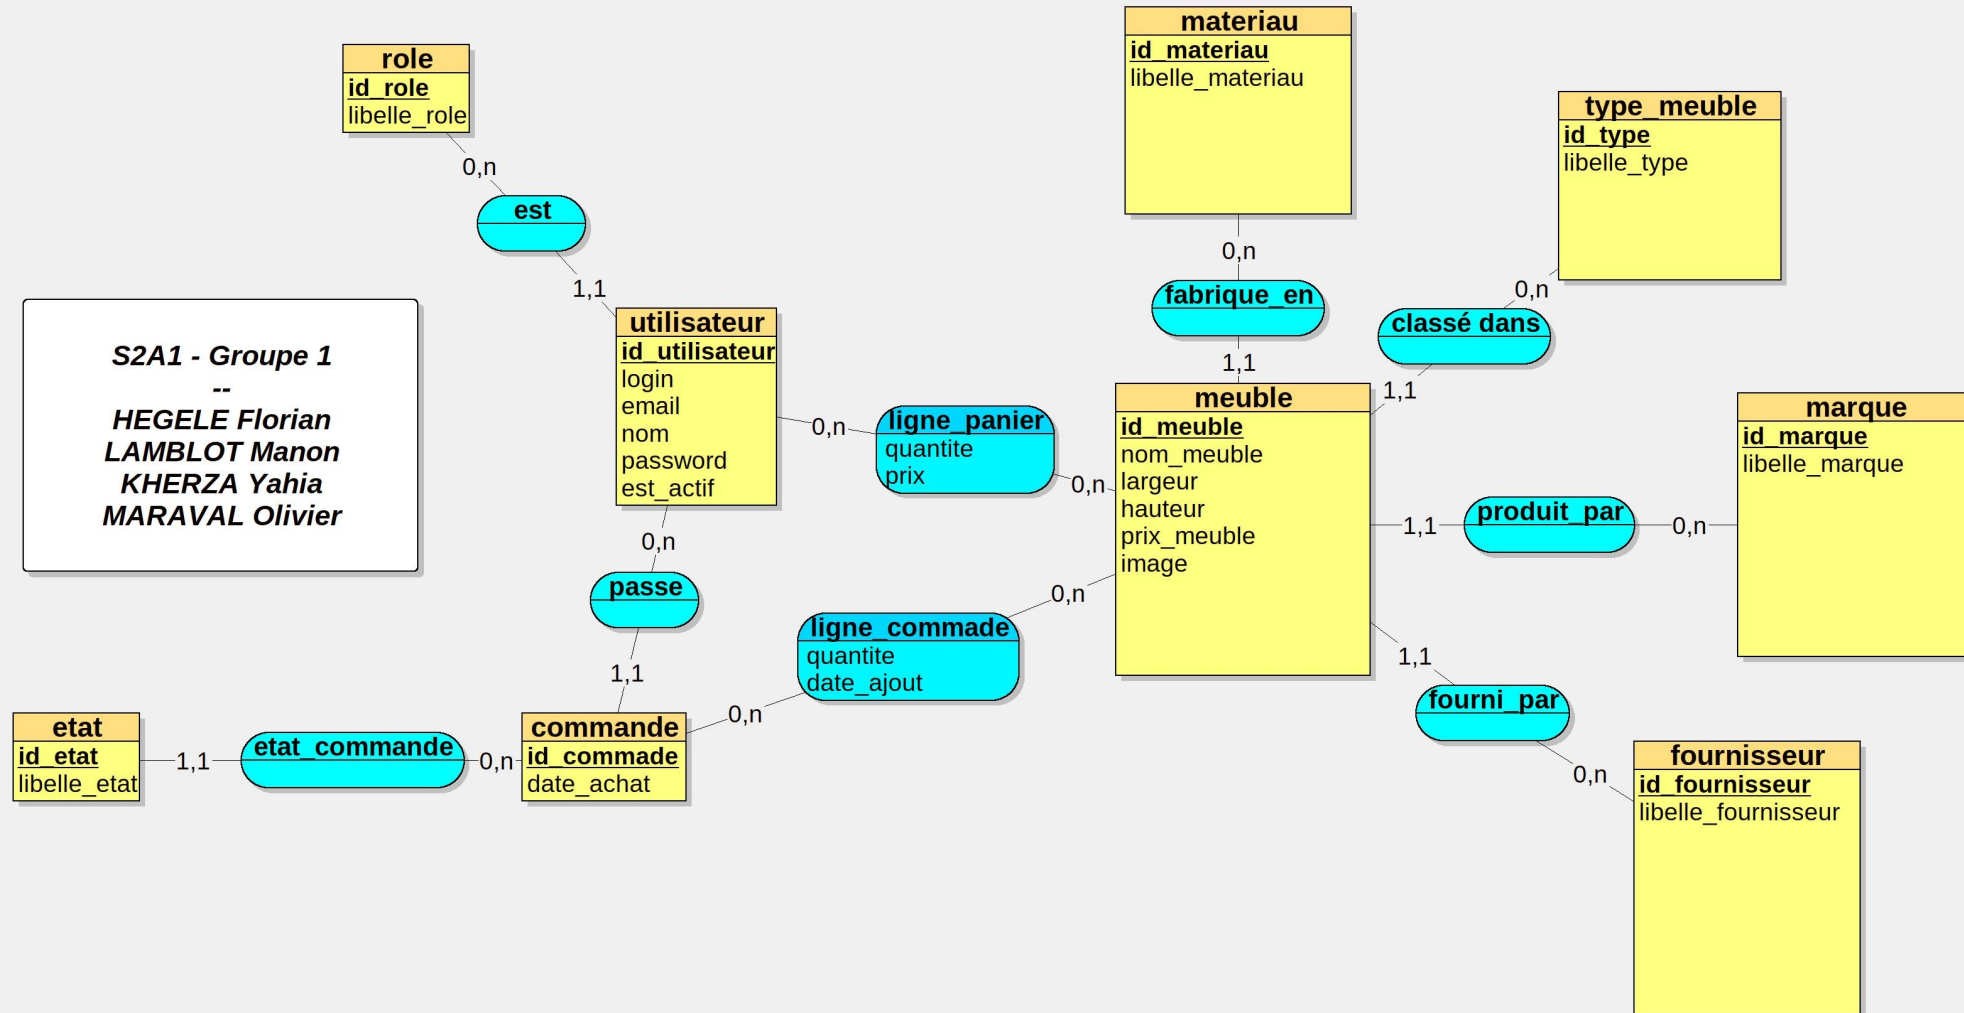 materiau
id_materiau
libelle_materiau
role
id_role
libelle_role
type_meuble
id_type
libelle_type
0,n
est
0,n
fabrique_en
0,n
classé dans
1,1
1,1
1,1
S2A1 - Groupe 1
--
HEGELE Florian
LAMBLOT Manon
KHERZA Yahia
MARAVAL Olivier
utilisateur
id_utilisateur
login
email
nom
password
est_actif
0,n
ligne_panier
quantite
prix
0,n
meuble
id_meuble
nom_meuble
largeur
hauteur
prix_meuble
image
marque
id_marque
libelle_marque
1,1
produit_par
0,n
0,n
passe
1,1
0,n
ligne_commade
quantite
date_ajout
0,n
1,1
fourni_par
0,n
etat
id_etat
libelle_etat
1,1
etat_commande
0,n
commande
id_commade
date_achat
fournisseur
id_fournisseur
libelle_fournisseur